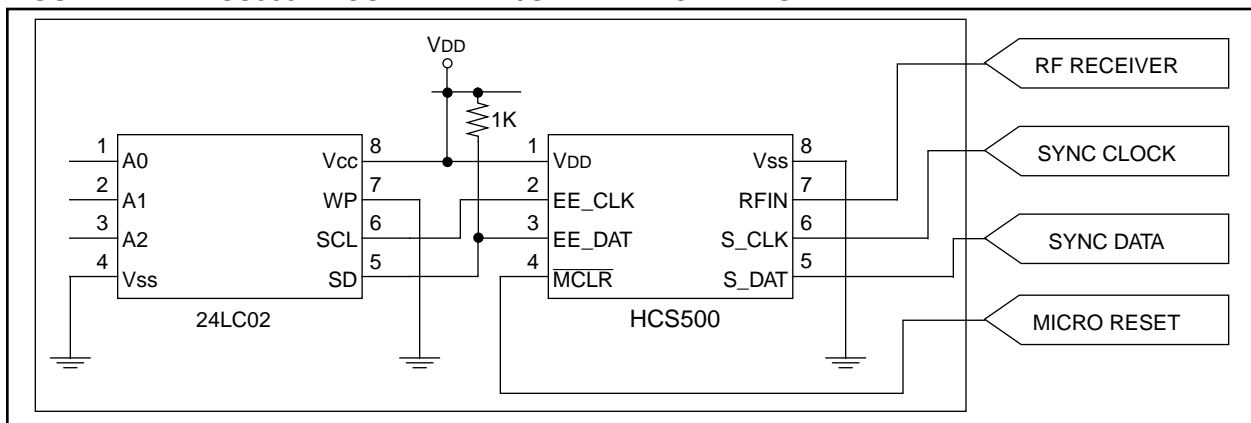 VDD
1K
RF RECEIVER
SYNC CLOCK
SYNC DATA
MICRO RESET
1 A0
2 A1
3 A2
4 Vss
Vcc 8
WP 7
SCL 6
SD 5
24LC02
1 VDD
2 EE_CLK
3 EE_DAT
4 MCLR
Vss 8
RFIN 7
S_CLK 6
S_DAT 5
HCS500